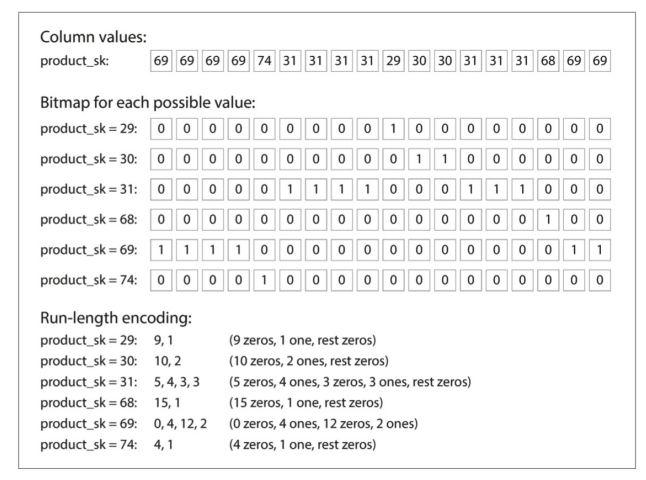 Column values:
product_sk: 69 69 69 69 74 31 31 31 31 29 30 30 31 31 31 68 69 69
Bitmap for each possible value:
product_sk = 29: 0 0 0 0 0 0 0 0 0 1 0 0 0 0 0 0 0 0
product_sk = 30: 0 0 0 0 0 0 0 0 0 0 1 1 0 0 0 0 0 0
product_sk = 31: 0 0 0 0 0 1 1 1 1 0 0 0 1 1 1 0 0 0
product_sk = 68: 0 0 0 0 0 0 0 0 0 0 0 0 0 0 0 1 0 0
product_sk = 69: 1 1 1 1 0 0 0 0 0 0 0 0 0 0 0 0 1 1
product_sk = 74: 0 0 0 0 1 0 0 0 0 0 0 0 0 0 0 0 0 0
Run-length encoding:
product_sk = 29: 9, 1 (9 zeros, 1 one, rest zeros)
product_sk = 30: 10, 2 (10 zeros, 2 ones, rest zeros)
product_sk = 31: 5, 4, 3, 3 (5 zeros, 4 ones, 3 zeros, 3 ones, rest zeros)
product_sk = 68: 15, 1 (15 zeros, 1 one, rest zeros)
product_sk = 69: 0, 4, 12, 2 (0 zeros, 4 ones, 12 zeros, 2 ones)
product_sk = 74: 4, 1 (4 zeros, 1 one, rest zeros)